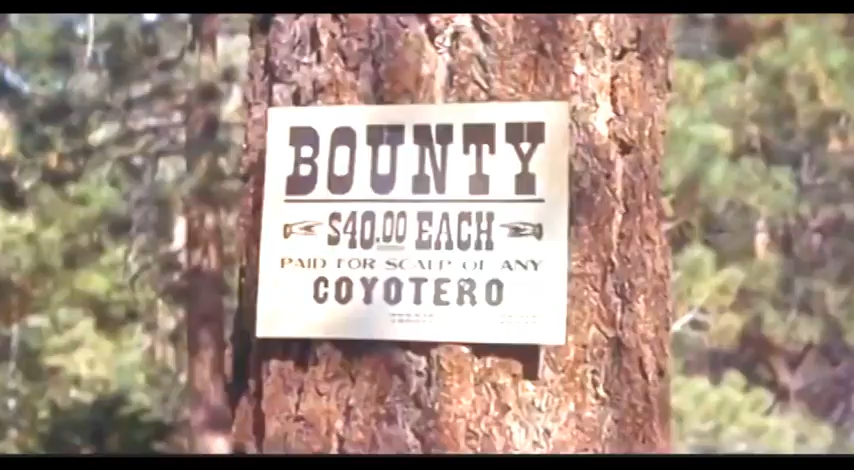 BOUNTY
$40.00 EACH
PAID FOR SCALP OF ANY
COYOTERO